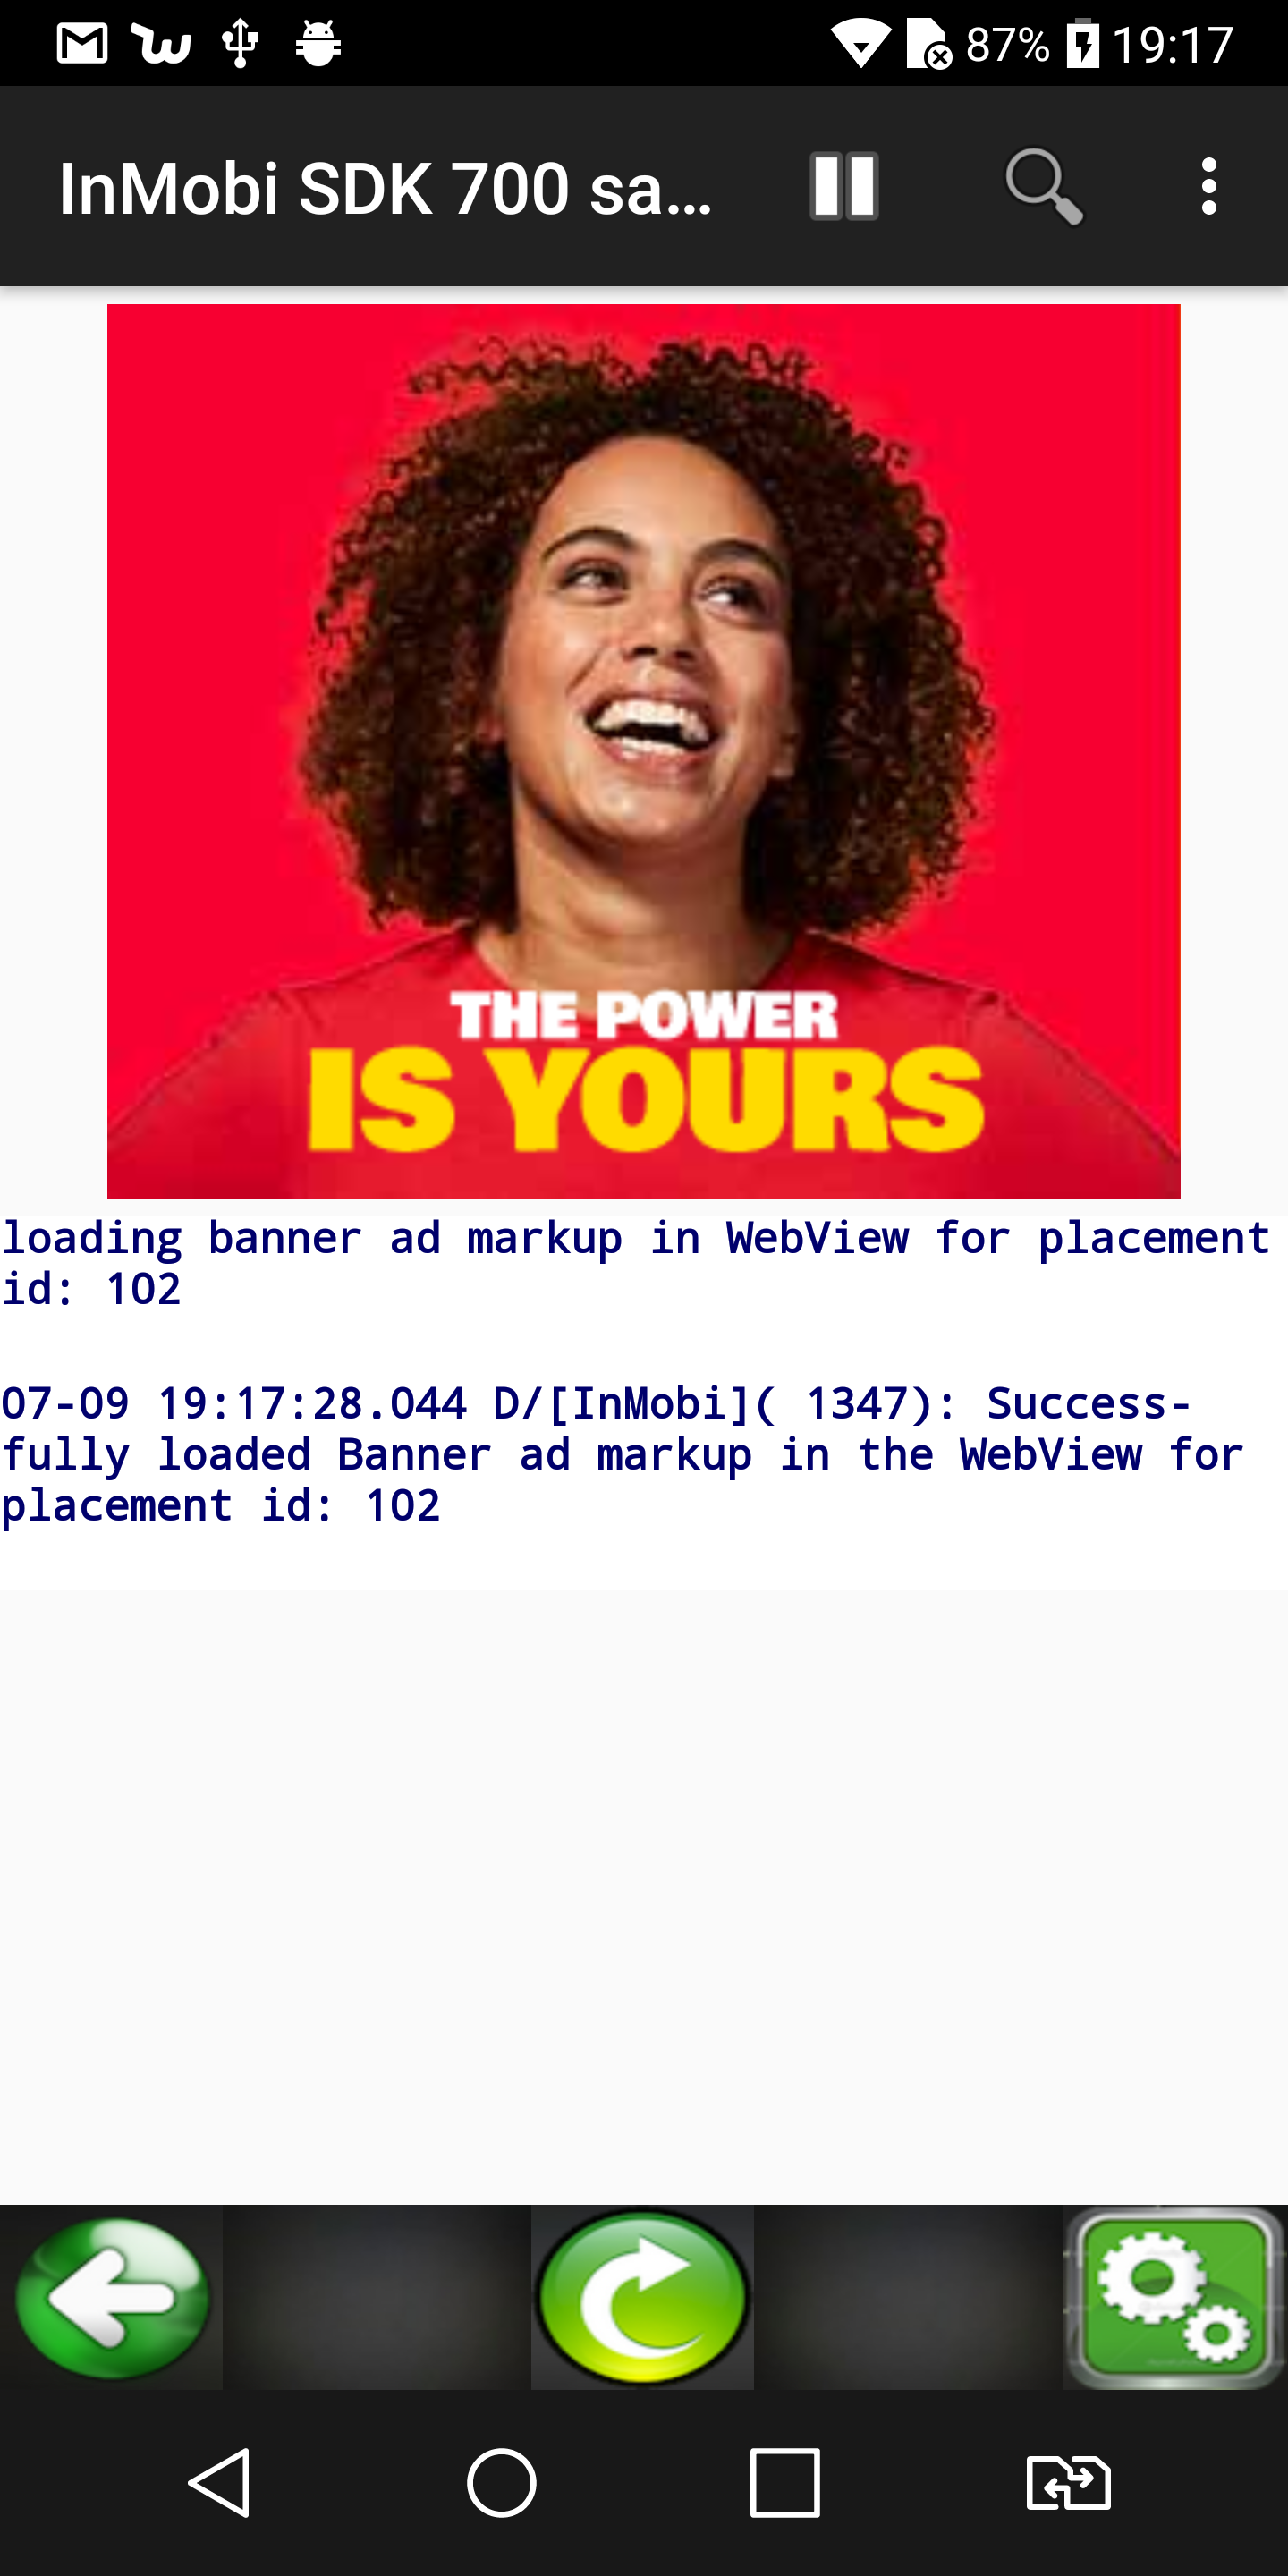 87% 19:17
InMobi SDK 700 sa...
THE POWER
IS YOURS
loading banner ad markup in WebView for placement
id: 102
07-09 19:17:28.044 D/[InMobi]( 1347): Success-
fully loaded Banner ad markup in the WebView for
placement id: 102